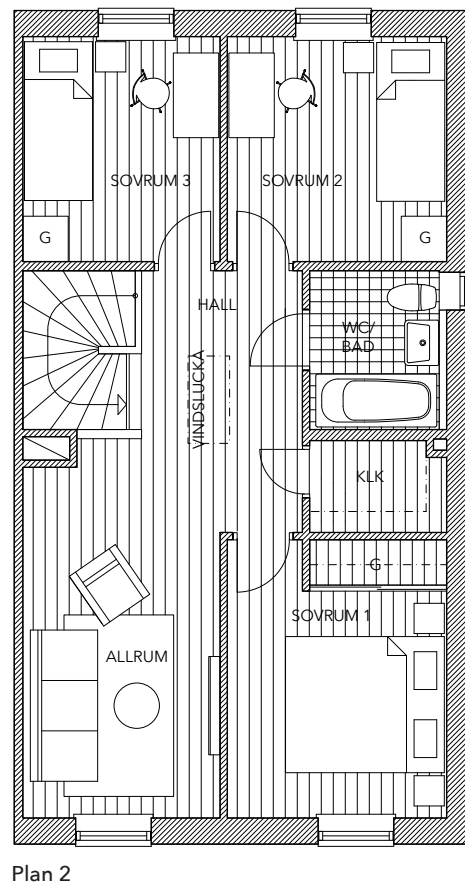 SOVRUM 3
SOVRUM 2
G
G
HALL
WC/
BAD
VINDSLUCKA
KLK
G
SOVRUM 1
ALLRUM
Plan 2